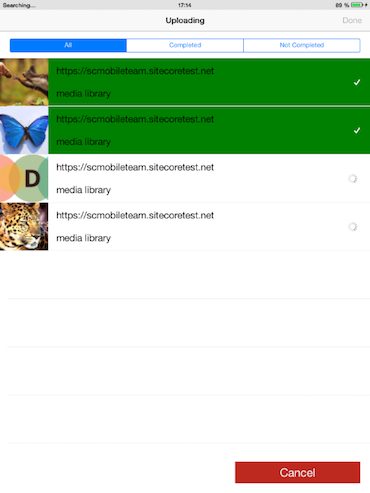 Searching... 17:14 89 %
Uploading Done
All Completed Not Completed
https://scmobileteam.sitecoretest.net
media library
https://scmobileteam.sitecoretest.net
media library
D
https://scmobileteam.sitecoretest.net
media library
https://scmobileteam.sitecoretest.net
media library
Cancel